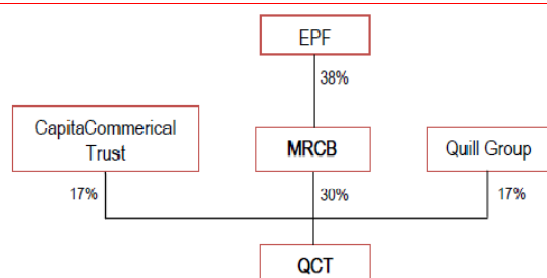 EPF
38%
CapitaCommerical
Trust
MRCB
Quill Group
17%
30%
17%
QCT